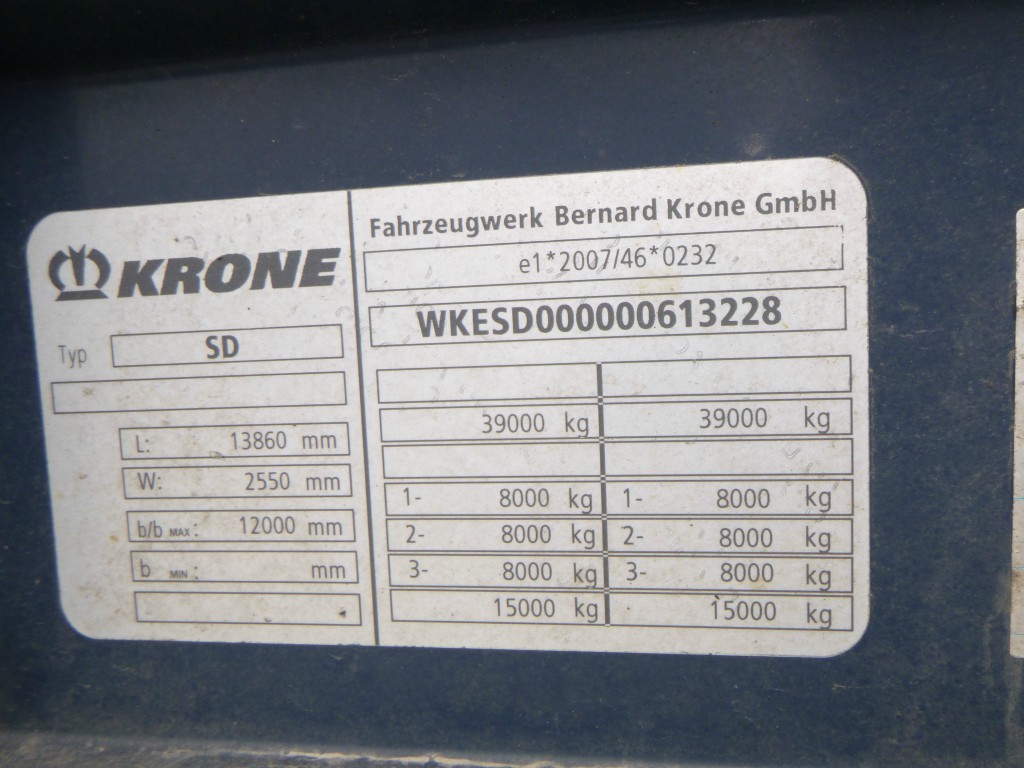 KRONE
Typ SD
L: 13860 mm
W: 2550 mm
b/b MAX: 12000 mm
b MIN: mm
Fahrzeugwerk Bernard Krone GmbH
e1*2007/46*0232
WKESD000000613228
39000 kg 39000 kg
1- 8000 kg 1- 8000 kg
2- 8000 kg 2- 8000 kg
3- 8000 kg 3- 8000 kg
15000 kg 15000 kg